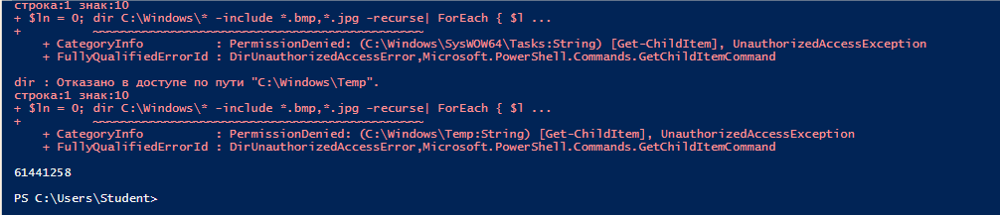 строка:1 знак:10
+ $ln = 0; dir C:\Windows\* -include *.bmp,*.jpg -recurse| ForEach { $l ...
+          ~~~~~~~~~~~~~~~~~~~~~~~~~~~~~~~~~~~~~~~~~~~~~~
    + CategoryInfo          : PermissionDenied: (C:\Windows\SysWOW64\Tasks:String) [Get-ChildItem], UnauthorizedAccessException
    + FullyQualifiedErrorId : DirUnauthorizedAccessError,Microsoft.PowerShell.Commands.GetChildItemCommand
dir : Отказано в доступе по пути "C:\Windows\Temp".
строка:1 знак:10
+ $ln = 0; dir C:\Windows\* -include *.bmp,*.jpg -recurse| ForEach { $l ...
+          ~~~~~~~~~~~~~~~~~~~~~~~~~~~~~~~~~~~~~~~~~~~~~~
    + CategoryInfo          : PermissionDenied: (C:\Windows\Temp:String) [Get-ChildItem], UnauthorizedAccessException
    + FullyQualifiedErrorId : DirUnauthorizedAccessError,Microsoft.PowerShell.Commands.GetChildItemCommand
61441258
PS C:\Users\Student>